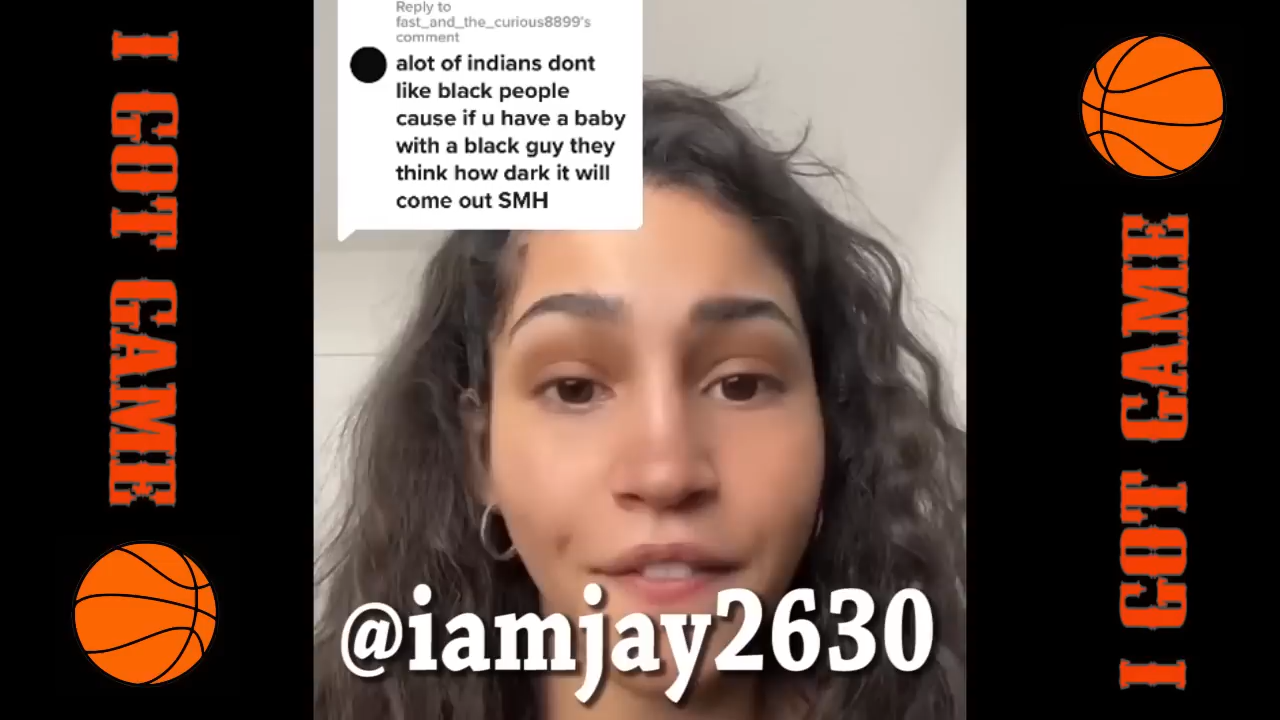 I GOT GAME
Reply to
fast_and_the_curious8899's
comment
alot of indians dont
like black people
cause if u have a baby
with a black guy they
think how dark it will
come out SMH
@iamjay2630
I GOT GAME